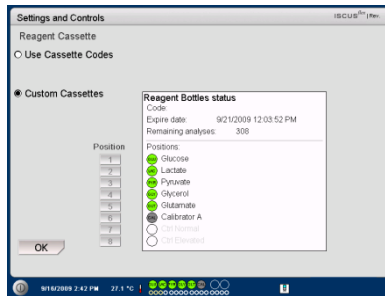 Settings and Controls
ISCUSflex | Rev.
Reagent Cassette
Use Cassette Codes
Custom Cassettes
Reagent Bottles status
Code:
Expire date: 9/21/2009 12:03:52 PM
Remaining analyses: 308
Position
Positions:
1 Glucose
2 Lactate
3 Pyruvate
4 Glycerol
5 Glutamate
6 Calibrator A
7 Ctrl Normal
8 Ctrl Elevated
OK
9/16/2009 2:42 PM 27.1 °C !